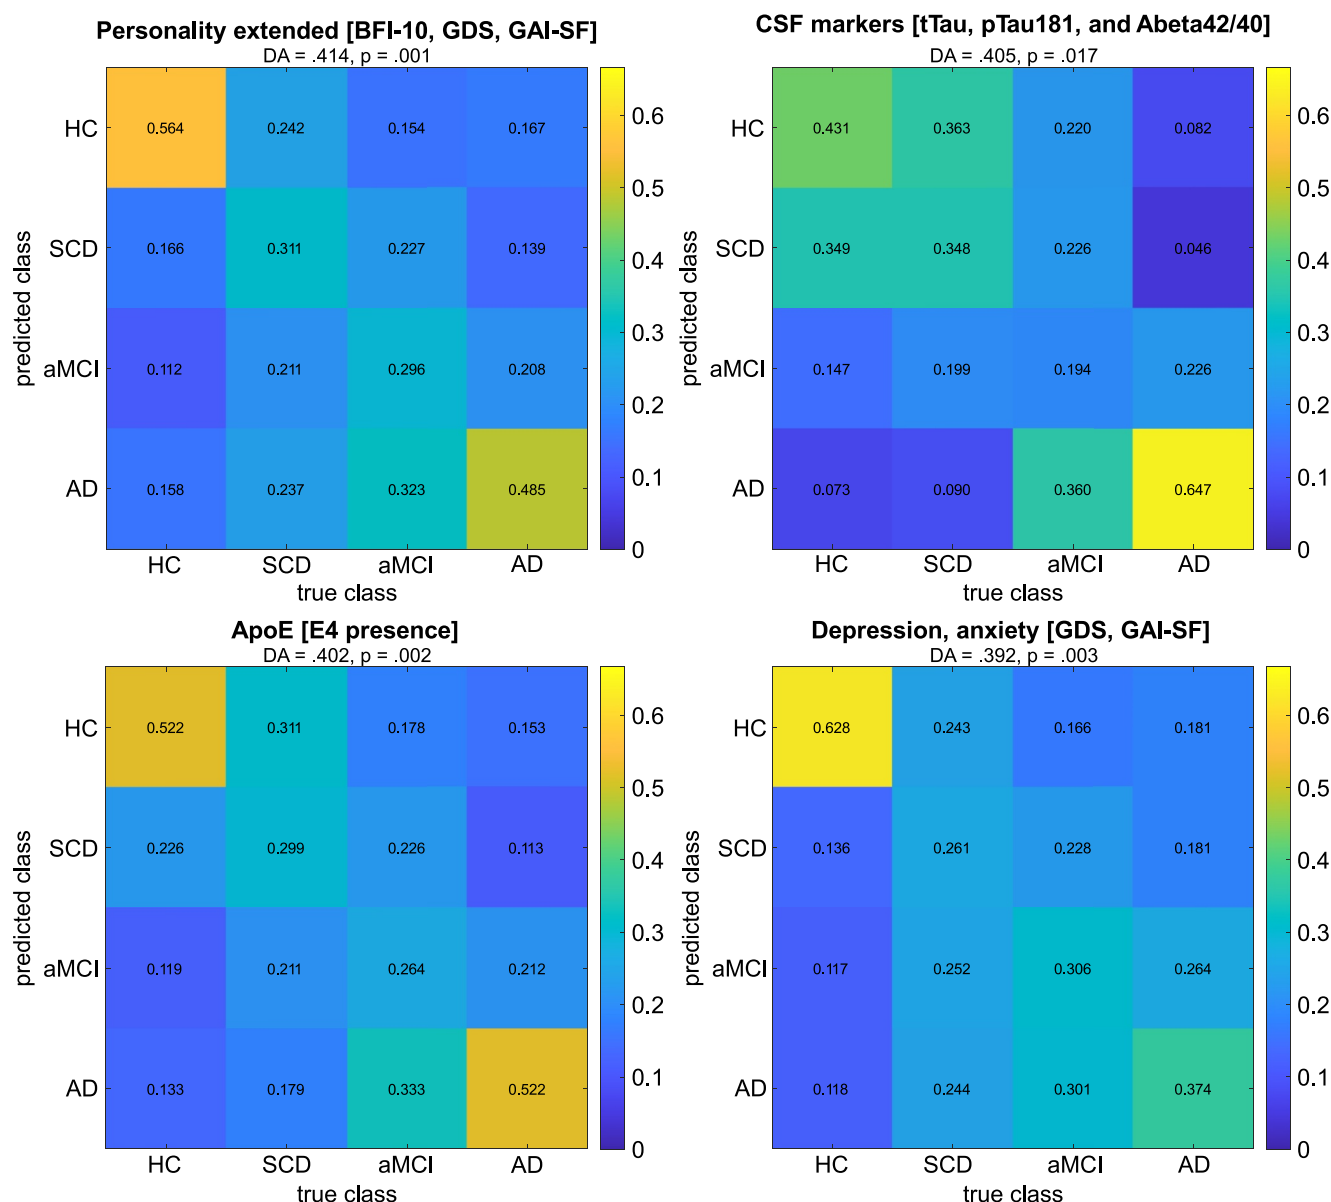 Personality extended [BFI-10, GDS, GAI-SF]
DA = .414, p = .001
HC 0.564 0.242 0.154 0.167
SCD 0.166 0.311 0.227 0.139
aMCI 0.112 0.211 0.296 0.208
AD 0.158 0.237 0.323 0.485
HC SCD aMCI AD
true class
predicted class
0.6
0.5
0.4
0.3
0.2
0.1
0
CSF markers [tTau, pTau181, and Abeta42/40]
DA = .405, p = .017
HC 0.431 0.363 0.220 0.082
SCD 0.349 0.348 0.226 0.046
aMCI 0.147 0.199 0.194 0.226
AD 0.073 0.090 0.360 0.647
HC SCD aMCI AD
true class
predicted class
0.6
0.5
0.4
0.3
0.2
0.1
0
ApoE [E4 presence]
DA = .402, p = .002
HC 0.522 0.311 0.178 0.153
SCD 0.226 0.299 0.226 0.113
aMCI 0.119 0.211 0.264 0.212
AD 0.133 0.179 0.333 0.522
HC SCD aMCI AD
true class
predicted class
0.6
0.5
0.4
0.3
0.2
0.1
0
Depression, anxiety [GDS, GAI-SF]
DA = .392, p = .003
HC 0.628 0.243 0.166 0.181
SCD 0.136 0.261 0.228 0.181
aMCI 0.117 0.252 0.306 0.264
AD 0.118 0.244 0.301 0.374
HC SCD aMCI AD
true class
predicted class
0.6
0.5
0.4
0.3
0.2
0.1
0